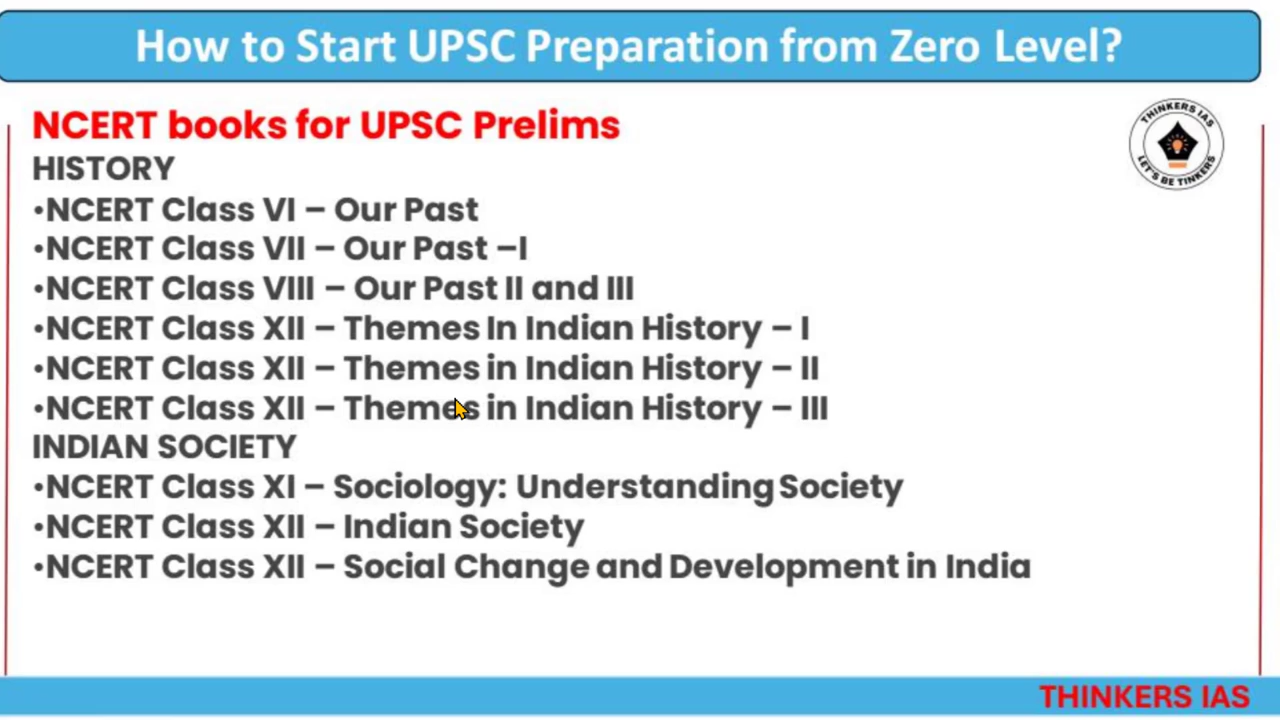 How to Start UPSC Preparation from Zero Level?
NCERT books for UPSC Prelims
THINKERS IAS
LET'S BE TINKERS
HISTORY
•NCERT Class VI – Our Past
•NCERT Class VII – Our Past –I
•NCERT Class VIII – Our Past II and III
•NCERT Class XII – Themes In Indian History – I
•NCERT Class XII – Themes in Indian History – II
•NCERT Class XII – Themes in Indian History – III
INDIAN SOCIETY
•NCERT Class XI – Sociology: Understanding Society
•NCERT Class XII – Indian Society
•NCERT Class XII – Social Change and Development in India
THINKERS IAS